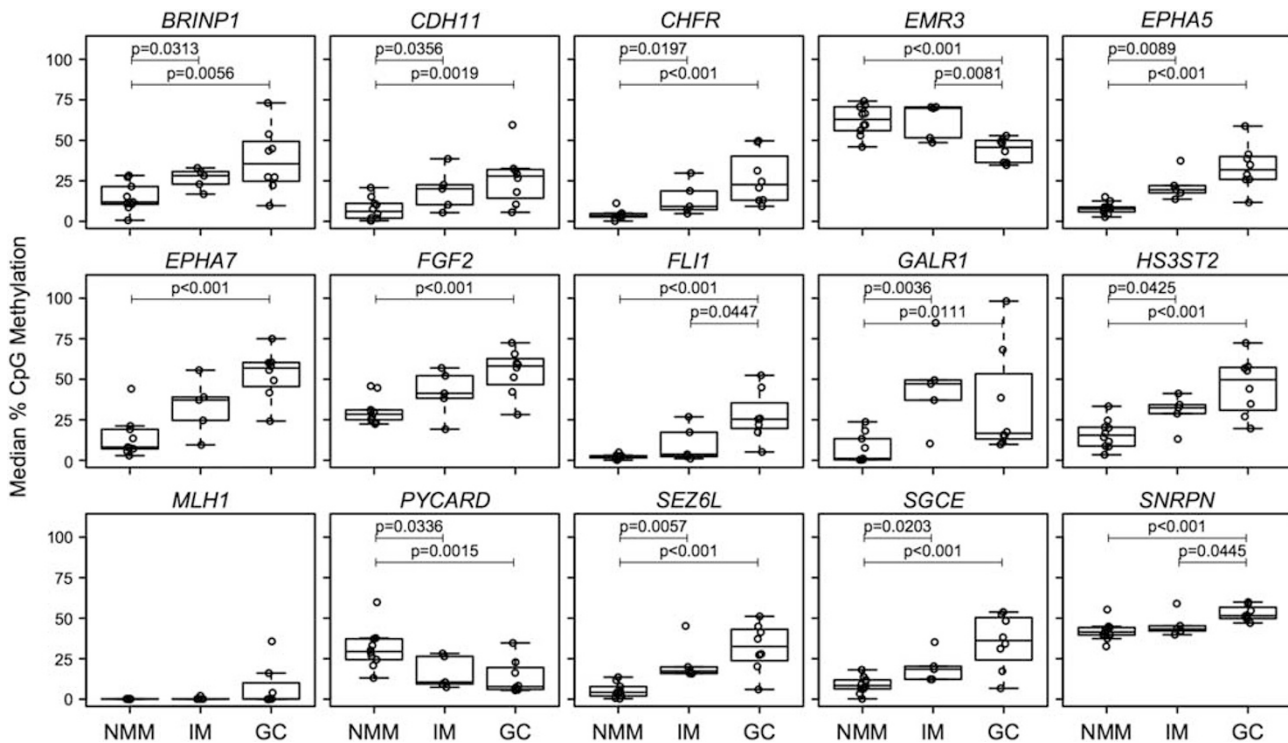 BRINP1 CDH11 CHFR EMR3 EPHA5
p=0.0313 p=0.0356 p=0.0197 p<0.001 p=0.0089
p=0.0056 p=0.0019 p<0.001 p=0.0081 p<0.001
100
75
50
25
0
EPHA7 FGF2 FLI1 GALR1 HS3ST2
p<0.001 p<0.001 p<0.001 p=0.0036 p=0.0425
p=0.0447 p=0.0111 p<0.001
100
75
50
25
0
MLH1 PYCARD SEZ6L SGCE SNRPN
p=0.0336 p=0.0057 p=0.0203 p<0.001
p=0.0015 p<0.001 p<0.001 p=0.0445
100
75
50
25
0
NMM IM GC NMM IM GC NMM IM GC NMM IM GC NMM IM GC
Median % CpG Methylation